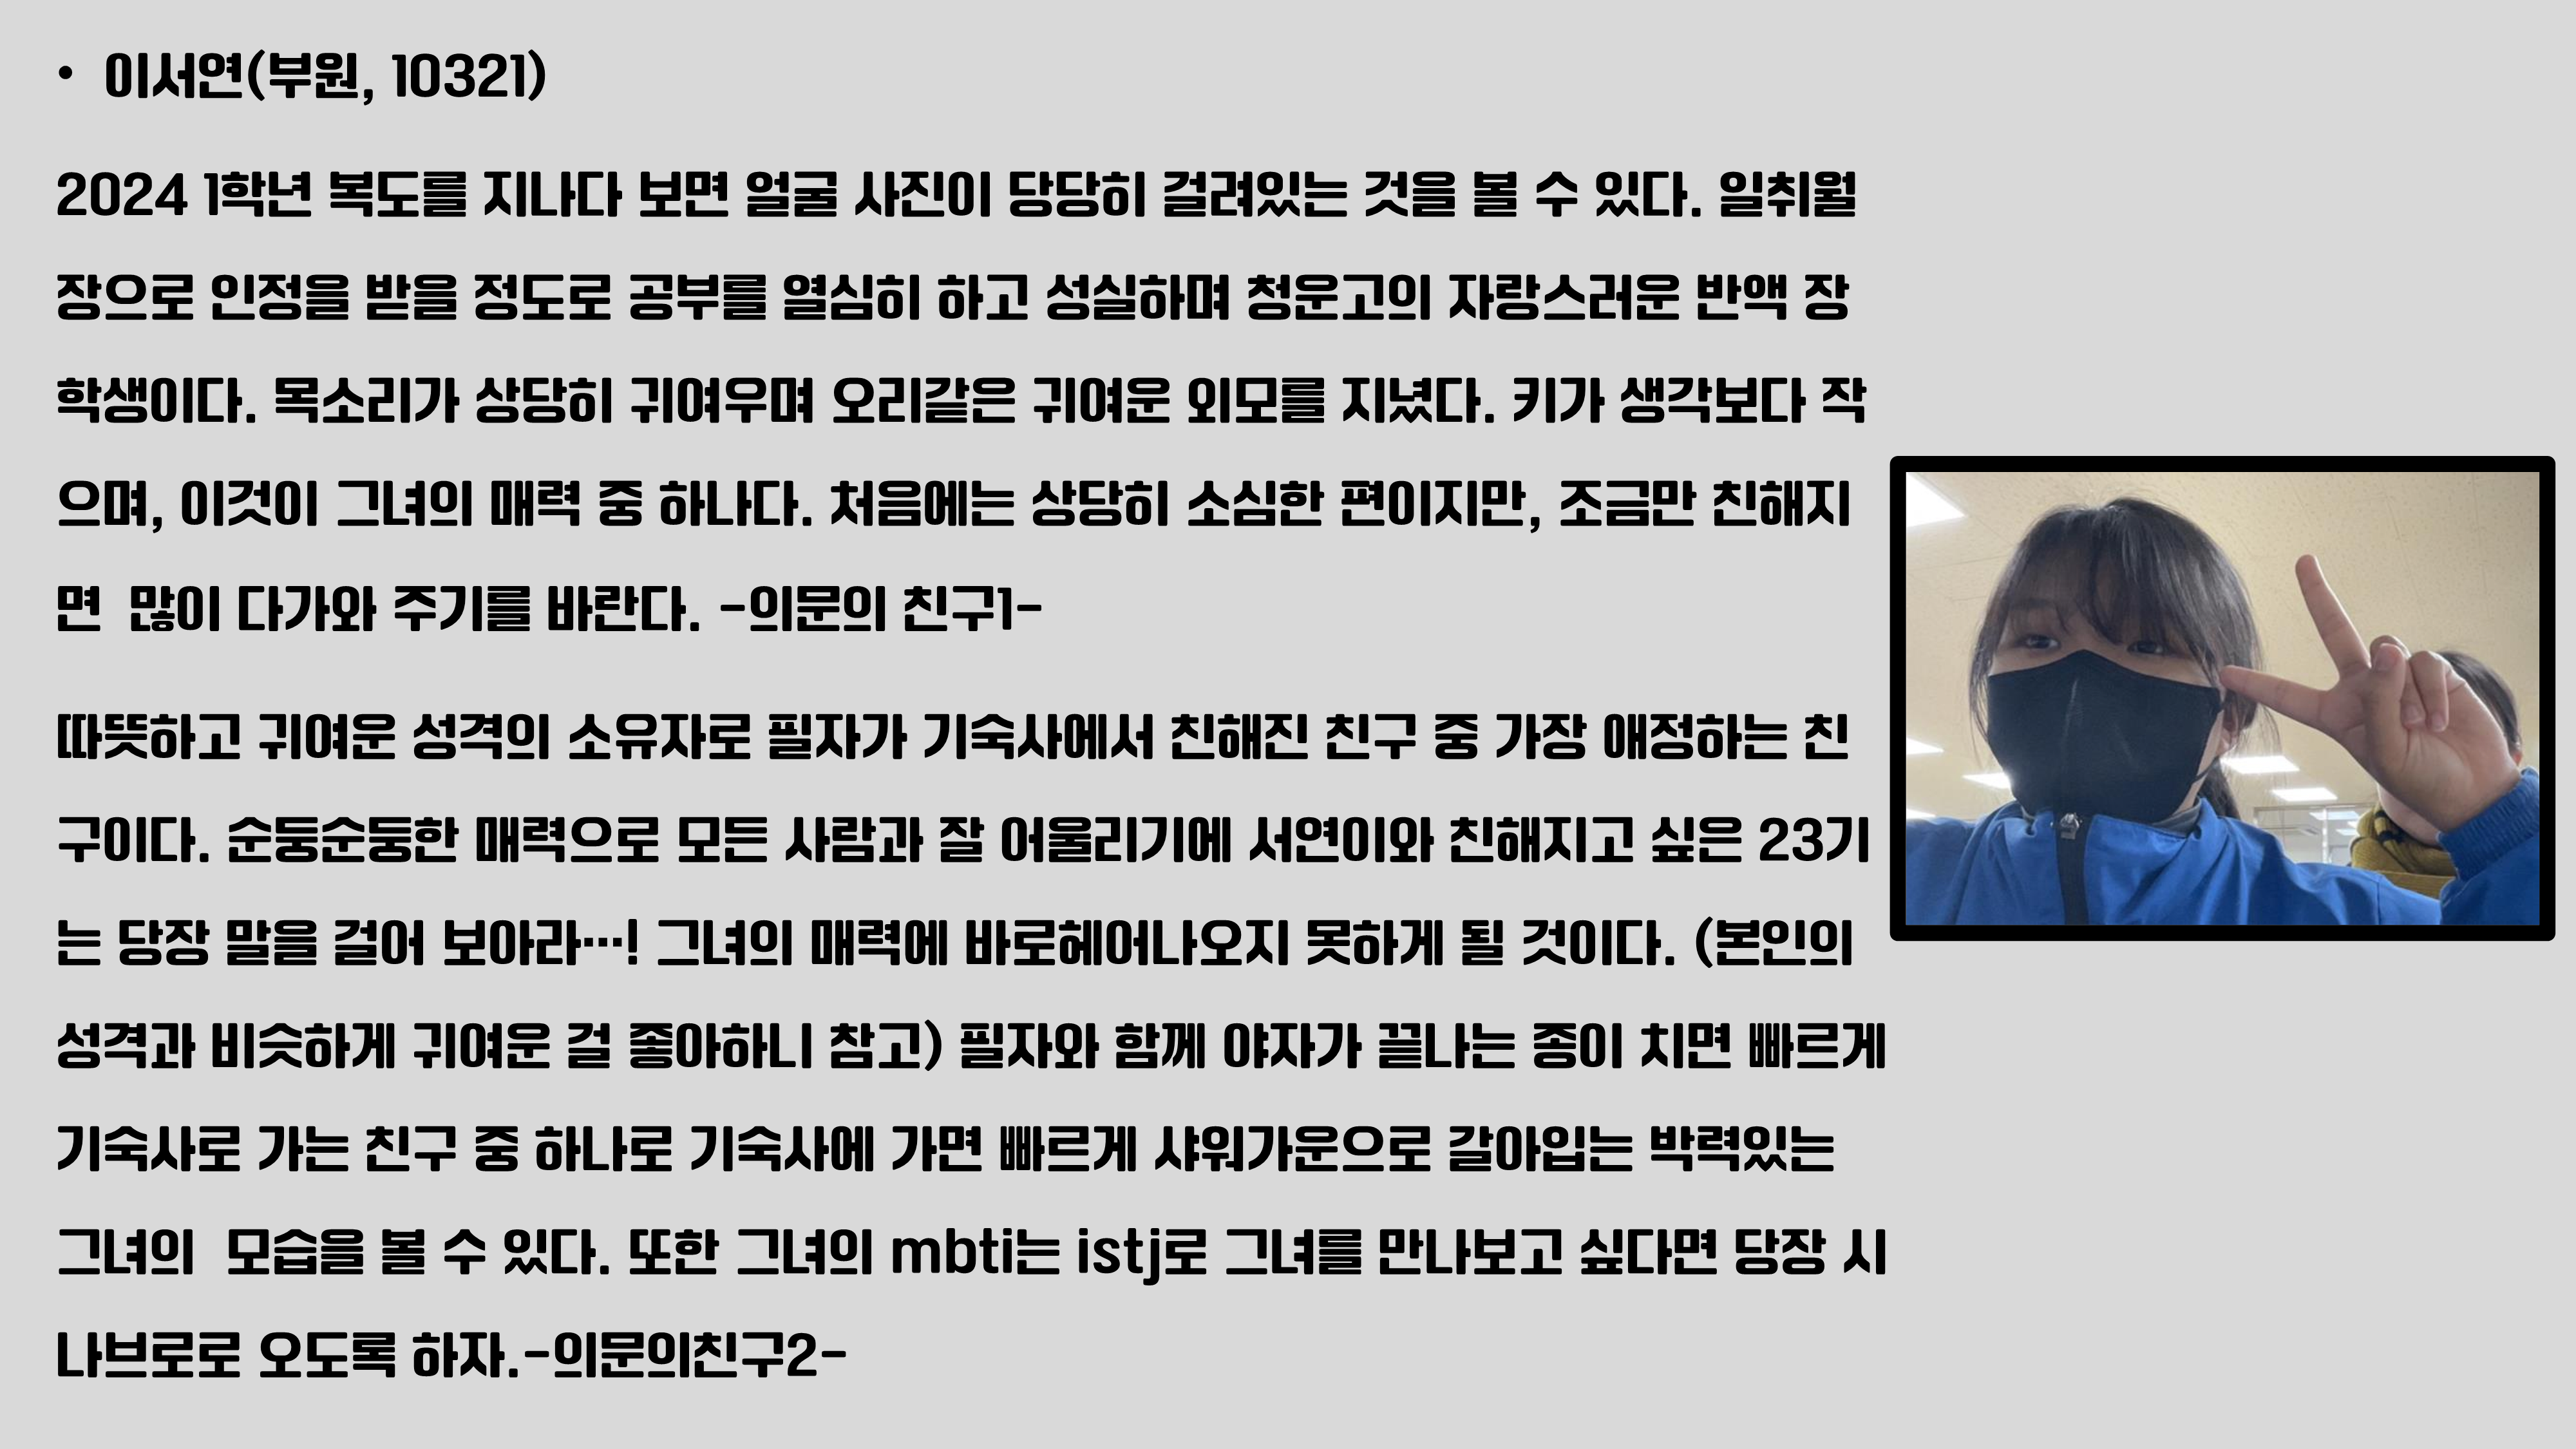 • 이서연(부원, 10321)
2024 1학년 복도를 지나다 보면 얼굴 사진이 당당히 걸려있는 것을 볼 수 있다. 일취월
장으로 인정을 받을 정도로 공부를 열심히 하고 성실하며 청운고의 자랑스러운 반액 장
학생이다. 목소리가 상당히 귀여우며 오리같은 귀여운 외모를 지녔다. 키가 생각보다 작
으며, 이것이 그녀의 매력 중 하나다. 처음에는 상당히 소심한 편이지만, 조금만 친해지
면  많이 다가와 주기를 바란다. -의문의 친구1-
따뜻하고 귀여운 성격의 소유자로 필자가 기숙사에서 친해진 친구 중 가장 애정하는 친
구이다. 순둥순둥한 매력으로 모든 사람과 잘 어울리기에 서연이와 친해지고 싶은 23기
는 당장 말을 걸어 보아라…! 그녀의 매력에 바로헤어나오지 못하게 될 것이다. (본인의
성격과 비슷하게 귀여운 걸 좋아하니 참고) 필자와 함께 야자가 끝나는 종이 치면 빠르게
기숙사로 가는 친구 중 하나로 기숙사에 가면 빠르게 샤워가운으로 갈아입는 박력있는
그녀의  모습을 볼 수 있다. 또한 그녀의 mbti는 istj로 그녀를 만나보고 싶다면 당장 시
나브로로 오도록 하자.-의문의친구2-